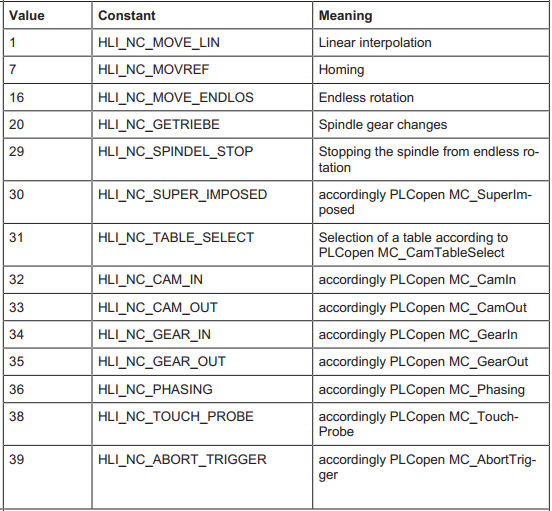 Value Constant Meaning
1 HLI_NC_MOVE_LIN Linear interpolation
7 HLI_NC_MOVREF Homing
16 HLI_NC_MOVE_ENDLOS Endless rotation
20 HLI_NC_GETRIEBE Spindle gear changes
29 HLI_NC_SPINDEL_STOP Stopping the spindle from endless ro-
tation
30 HLI_NC_SUPER_IMPOSED accordingly PLCopen MC_SuperIm-
posed
31 HLI_NC_TABLE_SELECT Selection of a table according to
PLCopen MC_CamTableSelect
32 HLI_NC_CAM_IN accordingly PLCopen MC_CamIn
33 HLI_NC_CAM_OUT accordingly PLCopen MC_CamOut
34 HLI_NC_GEAR_IN accordingly PLCopen MC_GearIn
35 HLI_NC_GEAR_OUT accordingly PLCopen MC_GearOut
36 HLI_NC_PHASING accordingly PLCopen MC_Phasing
38 HLI_NC_TOUCH_PROBE accordingly PLCopen MC_Touch-
Probe
39 HLI_NC_ABORT_TRIGGER accordingly PLCopen MC_AbortTrig-
ger